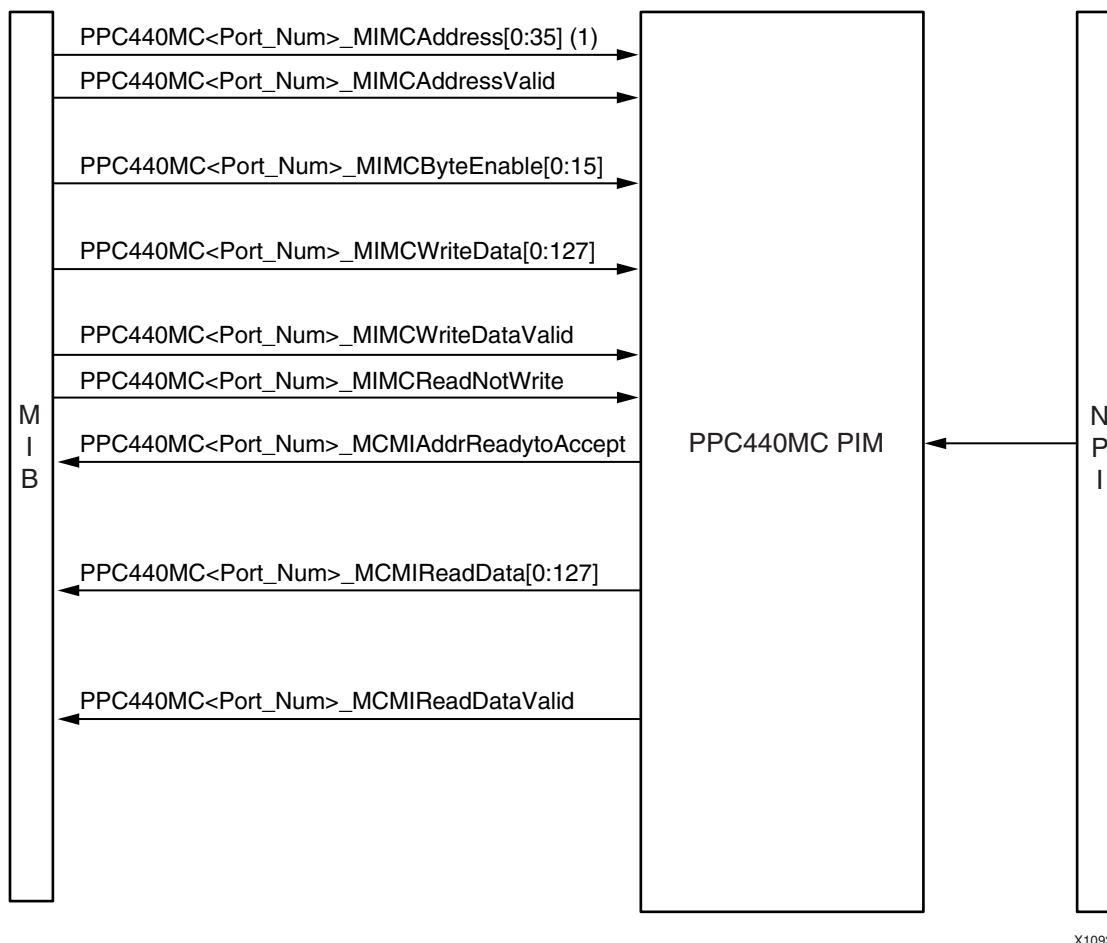 PPC440MC<Port_Num>_MIMCAddress[0:35] (1)
PPC440MC<Port_Num>_MIMCAddressValid
PPC440MC<Port_Num>_MIMCByteEnable[0:15]
PPC440MC<Port_Num>_MIMCWriteData[0:127]
PPC440MC<Port_Num>_MIMCWriteDataValid
PPC440MC<Port_Num>_MIMCReadNotWrite
M
I
B
PPC440MC<Port_Num>_MCMIAddrReadytoAccept
PPC440MC PIM
N
P
I
PPC440MC<Port_Num>_MCMIReadData[0:127]
PPC440MC<Port_Num>_MCMIReadDataValid